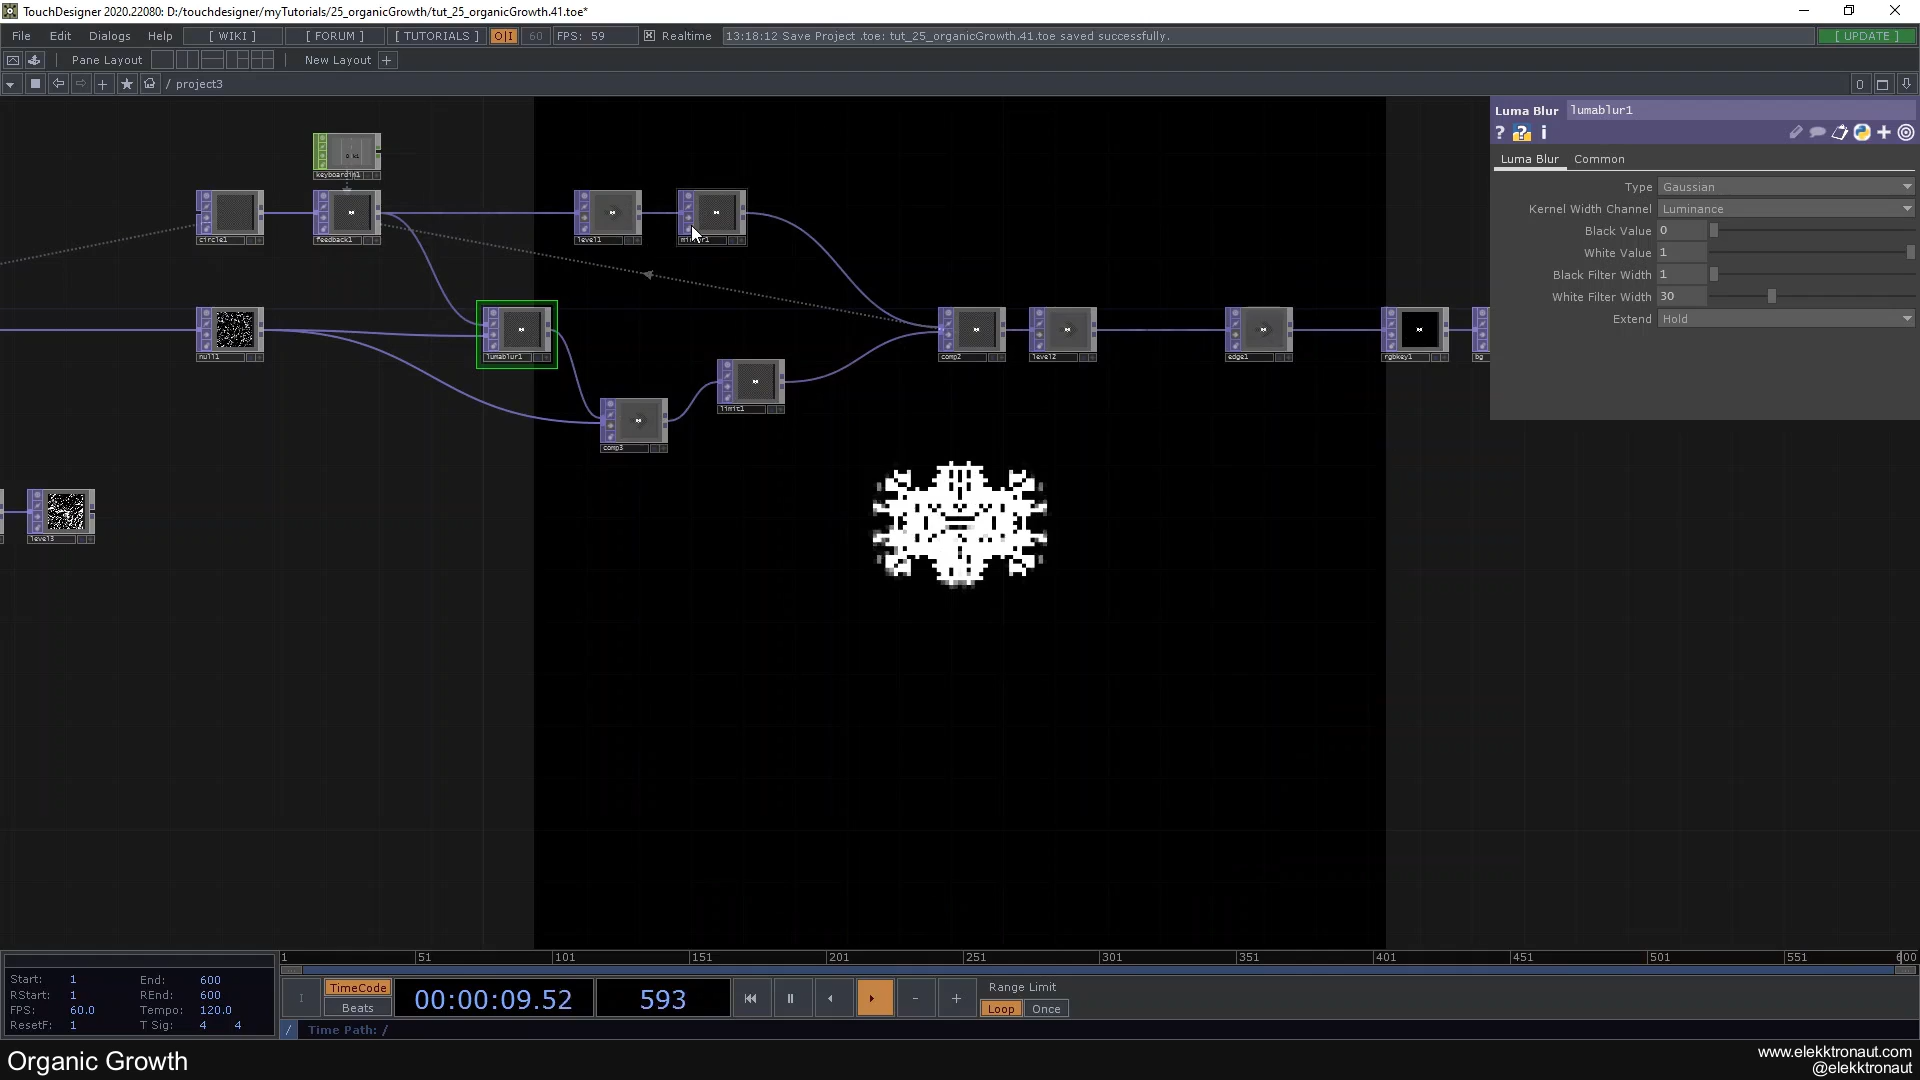 TouchDesigner 2020.22080: D:/touchdesigner/myTutorials/25_organicGrowth/tut_25_organicGrowth.41.toe*
File Edit Dialogs Help [ WIKI ] [ FORUM ] [ TUTORIALS ] O|I 60 FPS: 59 Realtime 13:18:12 Save Project .toe: tut_25_organicGrowth.41.toe saved successfully. [ UPDATE ]
Pane Layout New Layout +
/ project3 0
Luma Blur lumablur1
? ? i
Luma Blur Common
Type Gaussian
Kernel Width Channel Luminance
Black Value 0
White Value 1
Black Filter Width 1
White Filter Width 30
Extend Hold
keyboardin1
circle1 feedback1 level1
null1 lumablur1 comp2 level2 edge1 rgbkey1 bg
limit1
comp3
level3
1 51 101 151 201 251 301 351 401 451 501 551 600
Start: 1 End: 600
RStart: 1 REnd: 600
FPS: 60.0 Tempo: 120.0
ResetF: 1 T Sig: 4 4
TimeCode
Beats
00:00:09.52 593
Range Limit
Loop Once
/ Time Path: /
Organic Growth
www.elekktronaut.com
@elekktronaut